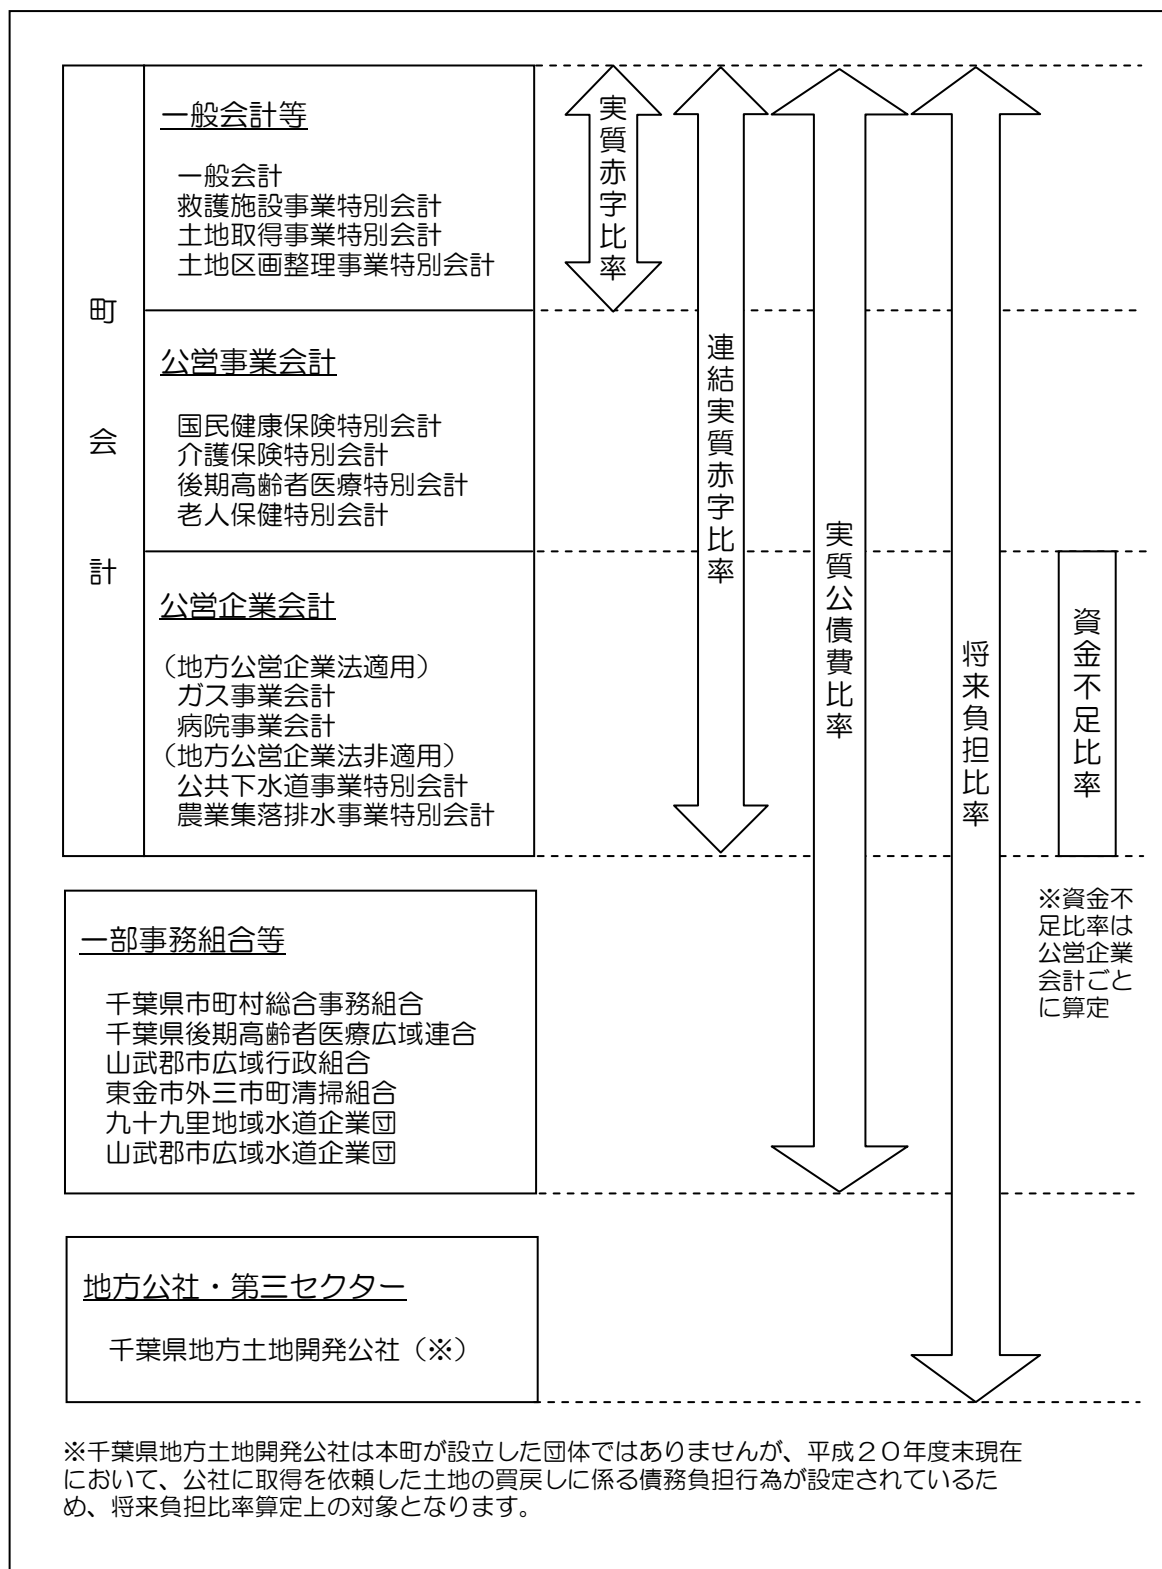 町会計
一般会計等
一般会計
救護施設事業特別会計
土地取得事業特別会計
土地区画整理事業特別会計
公営事業会計
国民健康保険特別会計
介護保険特別会計
後期高齢者医療特別会計
老人保健特別会計
公営企業会計
（地方公営企業法適用）
ガス事業会計
病院事業会計
（地方公営企業法非適用）
公共下水道事業特別会計
農業集落排水事業特別会計
実質赤字比率
連結実質赤字比率
実質公債費比率
将来負担比率
資金不足比率
※資金不
足比率は
公営企業
会計ごと
に算定
一部事務組合等
千葉県市町村総合事務組合
千葉県後期高齢者医療広域連合
山武郡市広域行政組合
東金市外三市町清掃組合
九十九里地域水道企業団
山武郡市広域水道企業団
地方公社・第三セクター
千葉県地方土地開発公社（※）
※千葉県地方土地開発公社は本町が設立した団体ではありませんが、平成２０年度末現在
において、公社に取得を依頼した土地の買戻しに係る債務負担行為が設定されているた
め、将来負担比率算定上の対象となります。